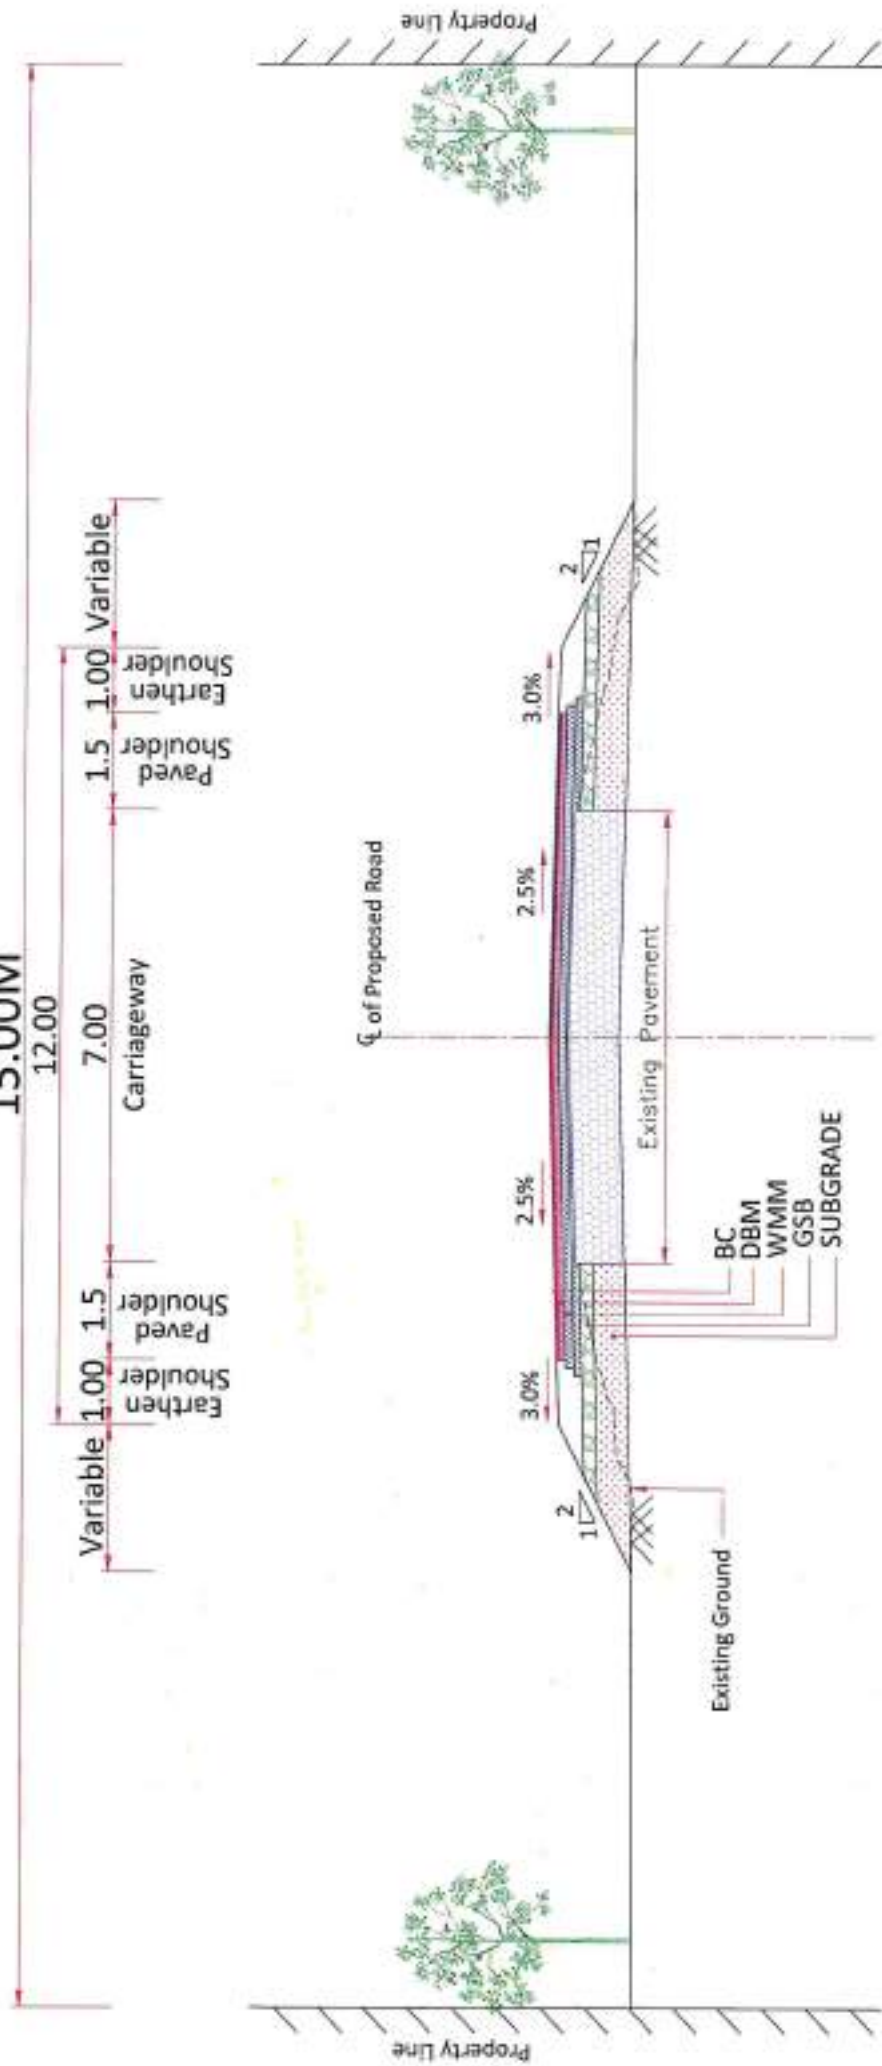 12.00
Variable 1.00 1.5 7.00 1.5 1.00 Variable
Earthen
Shoulder
Paved
Shoulder
Carriageway
Paved
Shoulder
Earthen
Shoulder
℄ of Proposed Road
Property Line
Property Line
3.0% 2.5% 2.5% 3.0%
2
1
2
1
Existing Pavement
Existing Ground
BC
DBM
WMM
GSB
SUBGRADE